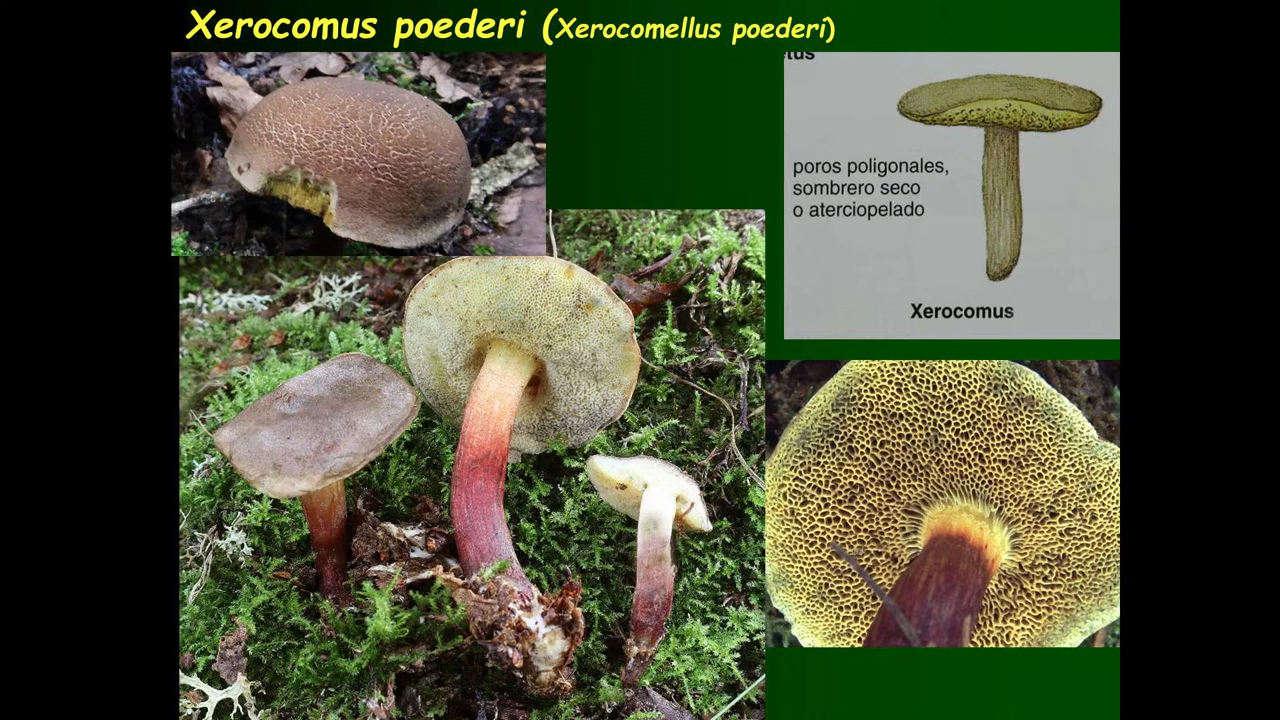 Xerocomus poederi (Xerocomellus poederi)
poros poligonales,
sombrero seco
o aterciopelado
Xerocomus